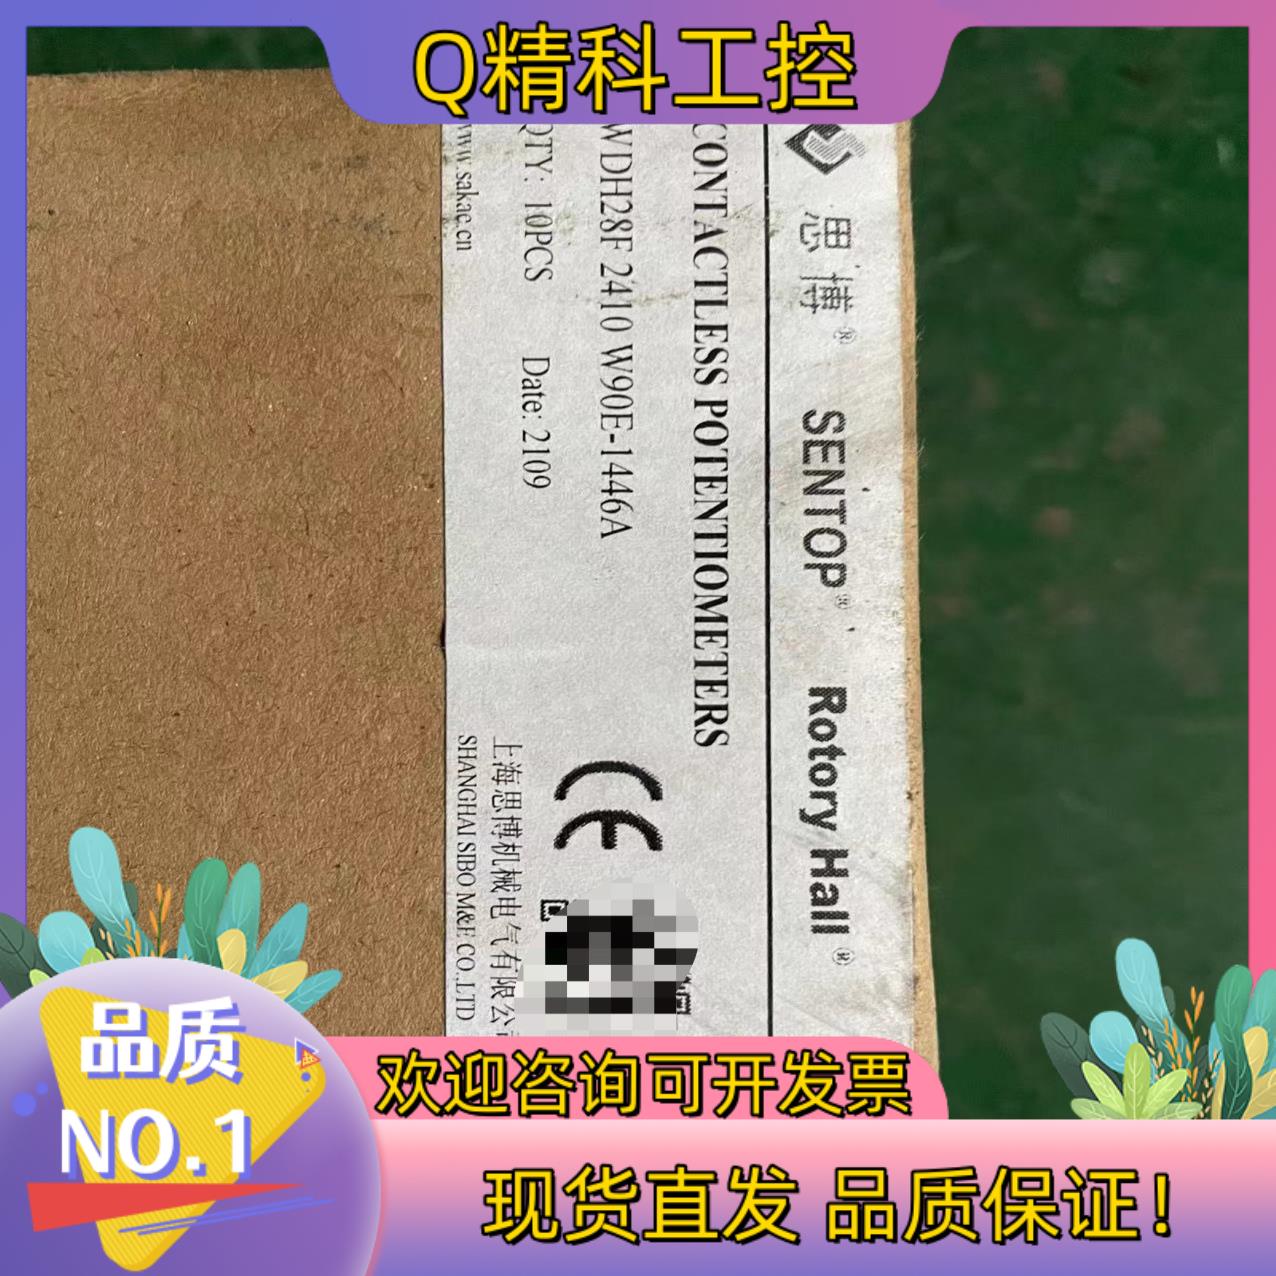 Q精科工控
思博® SENTOP® Rotory Hall®
CONTACTLESS POTENTIOMETERS
WDH28F 2410 W90E-1446A
QTY: 10PCS Date: 2109
www.sakae.cn
上海思博机械电气有限公
SHANGHAI SIBO M&E CO.,LTD
CE
品质
NO.1
欢迎咨询可开发票
现货直发 品质保证!